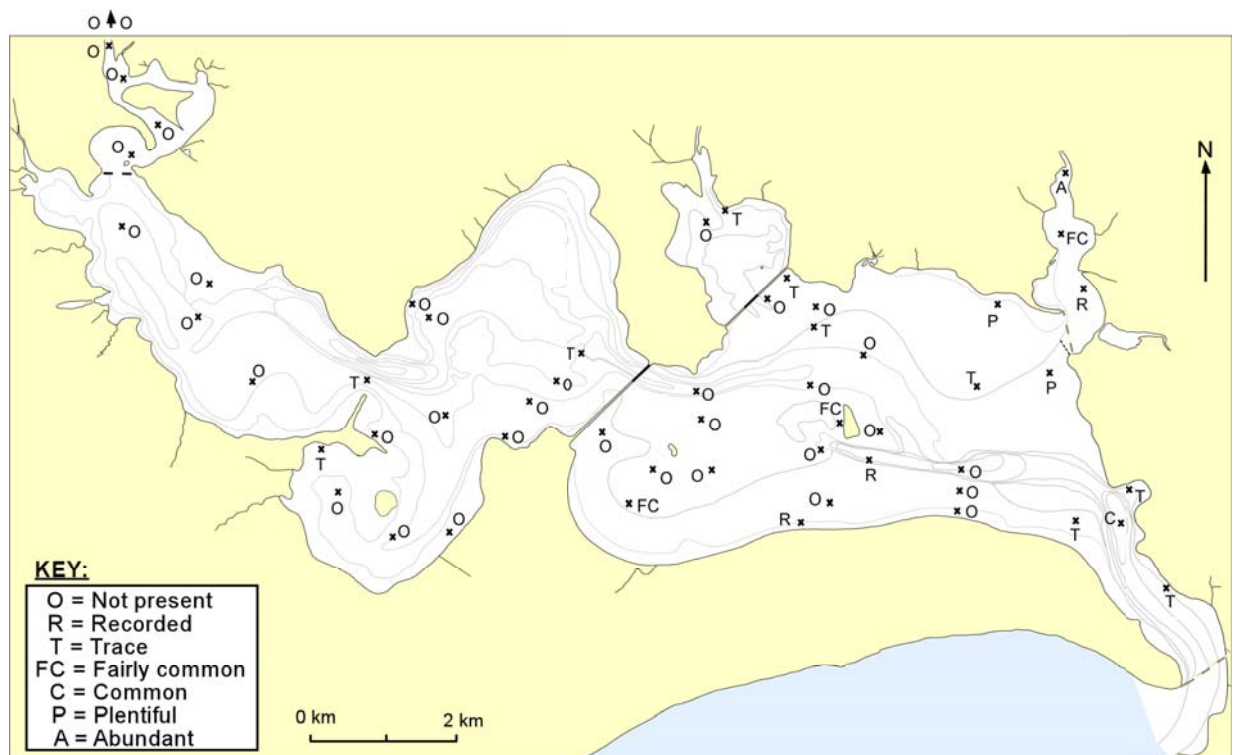 O O
O
O
O
O
N
A
T
O
O
FC
O
R
T
O
O
O
O
P
O
T
O
T
O
P
T
O
T
O
O
O
O
O
FC
O
O
O
O
O
T
O
R
O
O
O
T
O
O
FC
O
O
C
O
O
R
T
T
KEY:
O = Not present
R = Recorded
T = Trace
FC = Fairly common
C = Common
P = Plentiful
A = Abundant
0 km 2 km